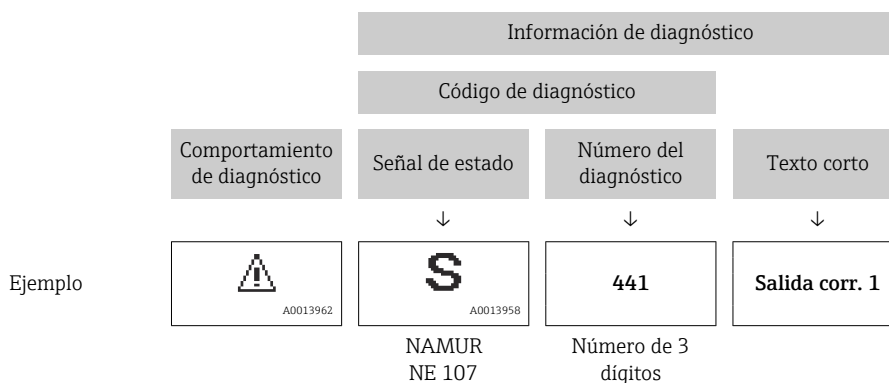 Información de diagnóstico
Código de diagnóstico
Comportamiento
de diagnóstico
Señal de estado
Número del
diagnóstico
Texto corto
↓ ↓ ↓
Ejemplo
A0013962
S
A0013958
441
Salida corr. 1
NAMUR
NE 107
Número de 3
dígitos